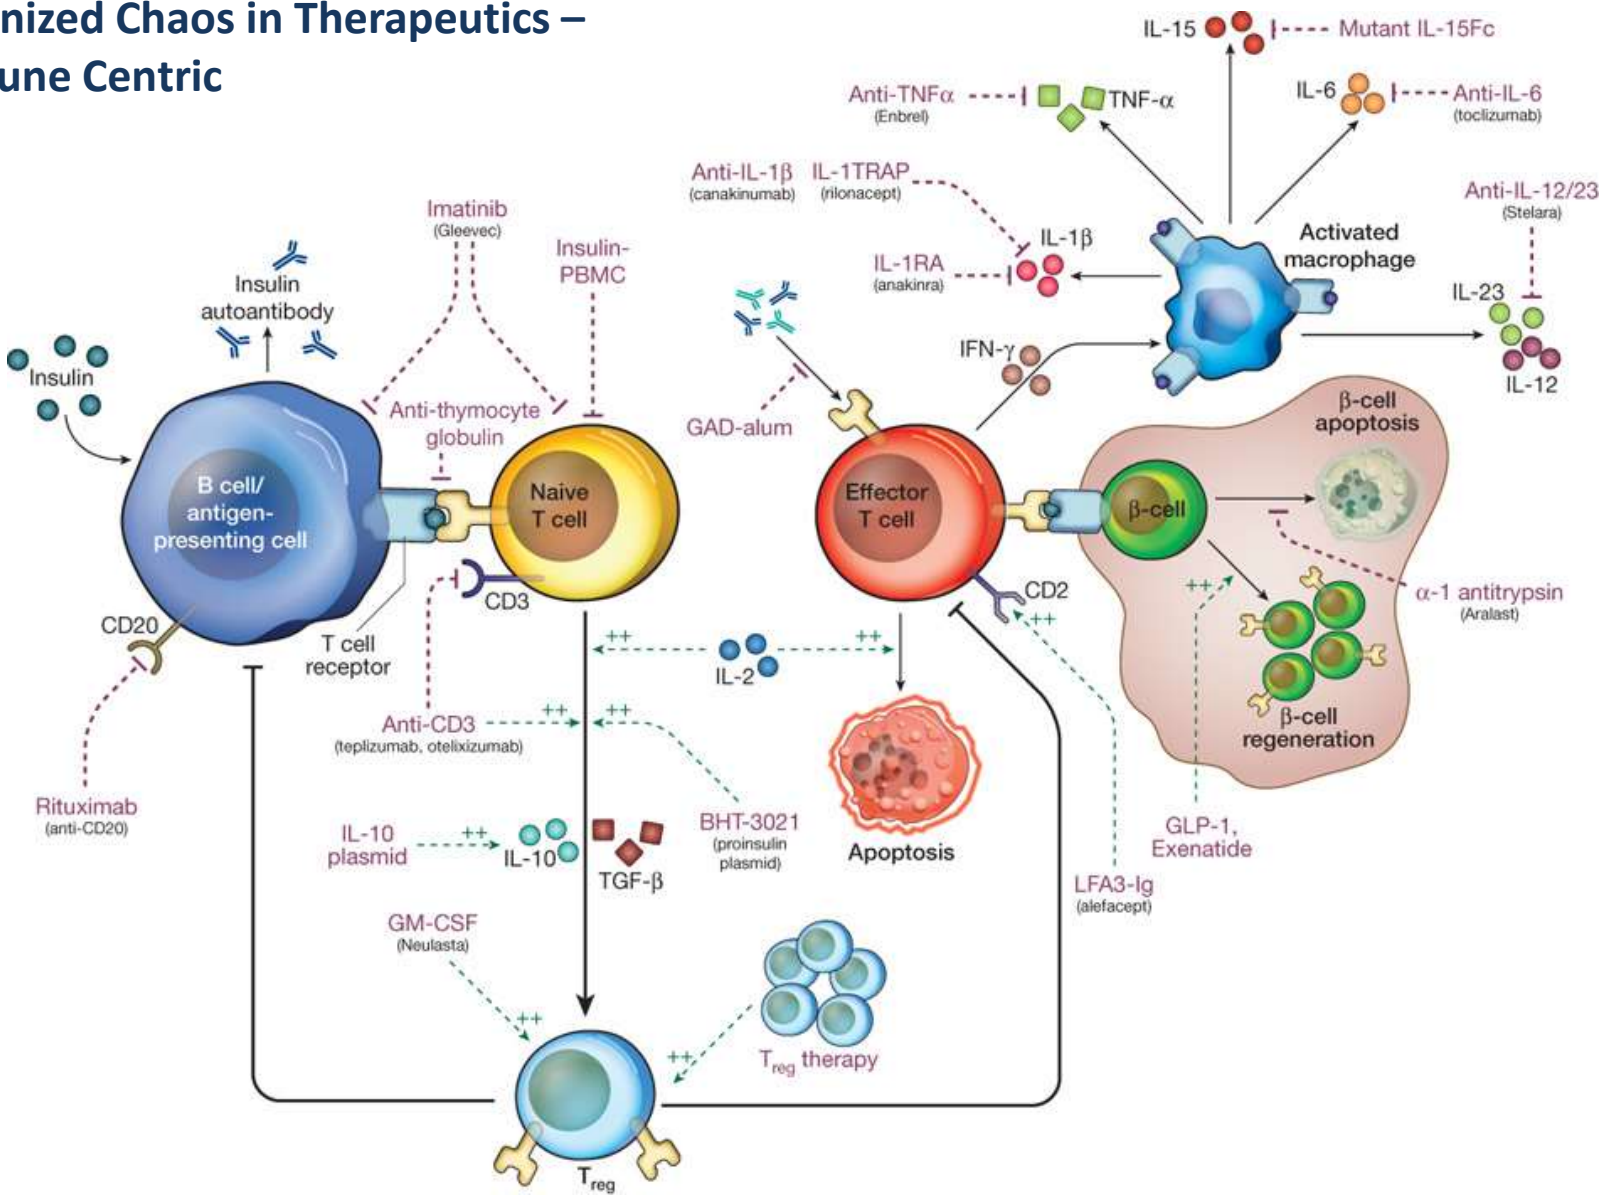 nized Chaos in Therapeutics –
une Centric
IL-15
Mutant IL-15Fc
Anti-TNFα
(Enbrel)
TNF-α
IL-6
Anti-IL-6
(toclizumab)
Anti-IL-1β
(canakinumab)
IL-1TRAP
(rilonacept)
Anti-IL-12/23
(Stelara)
Imatinib
(Gleevec)
Insulin-
PBMC
IL-1β
IL-1RA
(anakinra)
Activated
macrophage
Insulin
autoantibody
IL-23
IL-12
Insulin
IFN-γ
Anti-thymocyte
globulin
GAD-alum
β-cell
apoptosis
B cell/
antigen-
presenting cell
Naive
T cell
Effector
T cell
β-cell
CD3
CD2
++
++
α-1 antitrypsin
(Aralast)
CD20
T cell
receptor
++
++
IL-2
β-cell
regeneration
Anti-CD3
(teplizumab, otelixizumab)
++
++
Rituximab
(anti-CD20)
IL-10
plasmid
++
IL-10
TGF-β
BHT-3021
(proinsulin
plasmid)
Apoptosis
GLP-1,
Exenatide
LFA3-Ig
(alefacept)
GM-CSF
(Neulasta)
++
++
Treg therapy
Treg